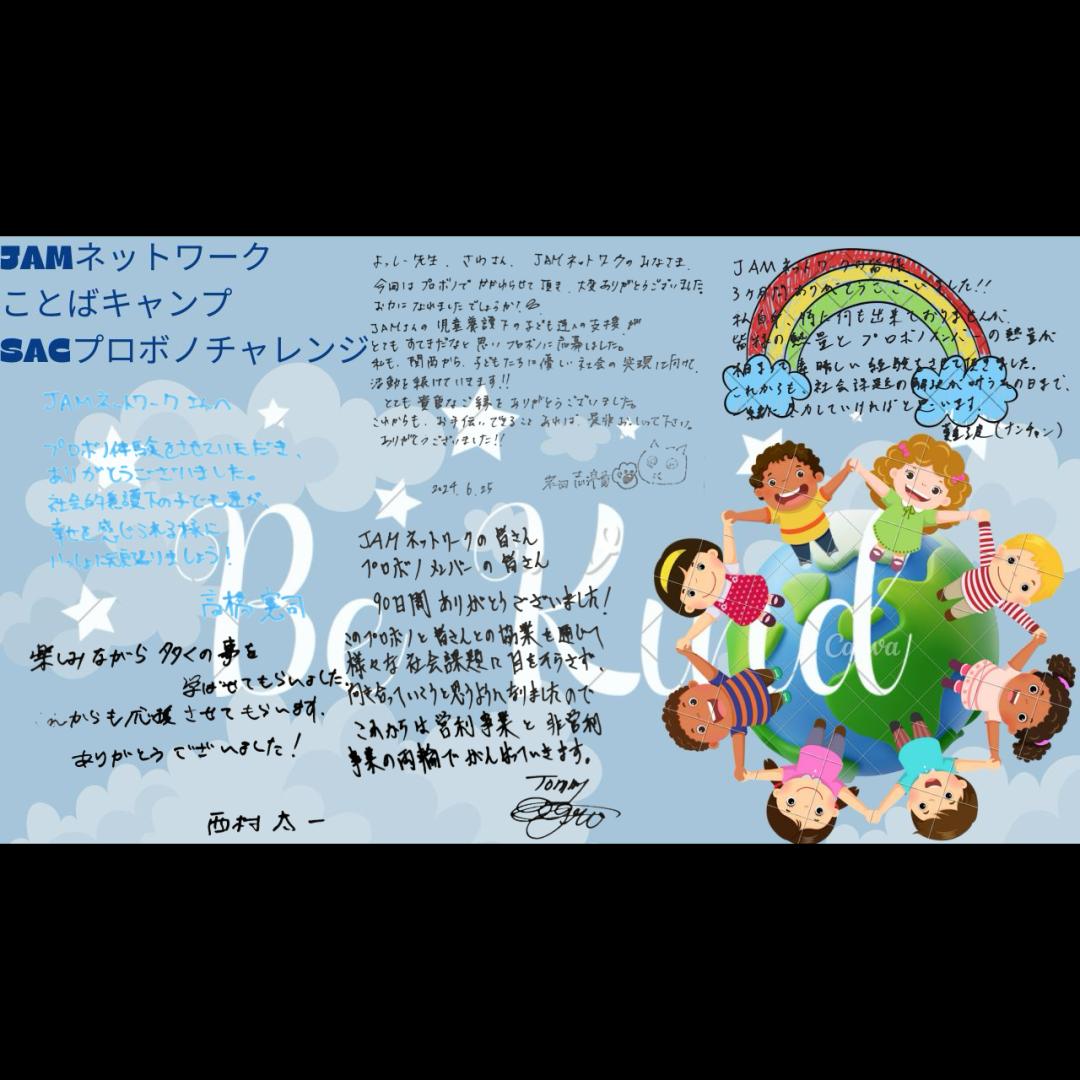 JAMネットワーク
ことばキャンプ
SACプロボノチャレンジ
JAMネットワークさんへ
プロボノ体験をさせていただき、
ありがとうございました。
社会的養護下の子ども達が、
幸せを感じられる様に
いっしょに頑張りましょう！
高橋 憲司
楽しみながら 多くの事を
学ばせてもらいました。
これからも応援させてもらいます。
ありがとうございました！
西村 太一
よっしー先生、さわさん、JAMネットワークのみなさま、
今回はプロボノでかかわらせて頂き、大変ありがとうございました。
お力になれましたでしょうか？
JAMさんの児童養護下の子ども達への支援が
とてもすてきだなと思いプロボノに応募しました。
私も、関西から、子どもたちに優しい社会の実現に向けて、
活動を続けていきます!!
とても貴重なご縁をありがとうございました。
これからも、お手伝いできることあれば、是非おっしゃって下さい。
ありがとうございました!!
2024. 6. 25
JAMネットワークの皆さん
プロボノメンバーの皆さん
90日間ありがとうございました！
このプロボノと皆さんとの協業を通じて
様々な社会課題に目をそらさず、
向き合っていこうと思うようになりましたので
これからは営利事業と非営利
事業の両輪でがんばっていきます。
Tommy
JAMネットワークの皆様
3ヶ月間ありがとうございました!!
私自身、特に何も出来ておりませんが、
皆様の熱量とプロボノメンバーの熱量が
相まって素晴しい経験をさせて頂きました。
これからも、社会課題の解決が叶うその日まで、
一緒に尽力していければと思います。
(ナンチャン)
Be Kind
Canva